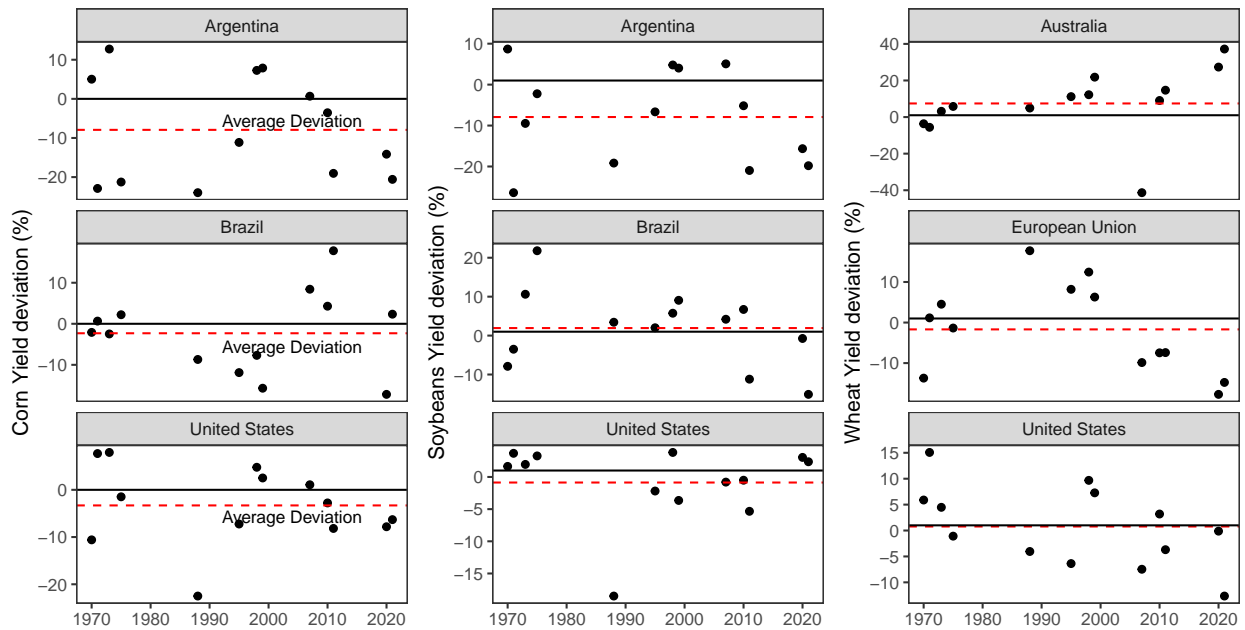 Corn Yield deviation (%)
Argentina
10
0
−10
−20
Average Deviation
Brazil
10
0
−10
Average Deviation
United States
0
−10
−20
Average Deviation
1970 1980 1990 2000 2010 2020
Soybeans Yield deviation (%)
Argentina
10
0
−10
−20
Brazil
20
10
0
−10
United States
0
−5
−10
−15
1970 1980 1990 2000 2010 2020
Wheat Yield deviation (%)
Australia
40
20
0
−20
−40
European Union
10
0
−10
United States
15
10
5
0
−5
−10
1970 1980 1990 2000 2010 2020